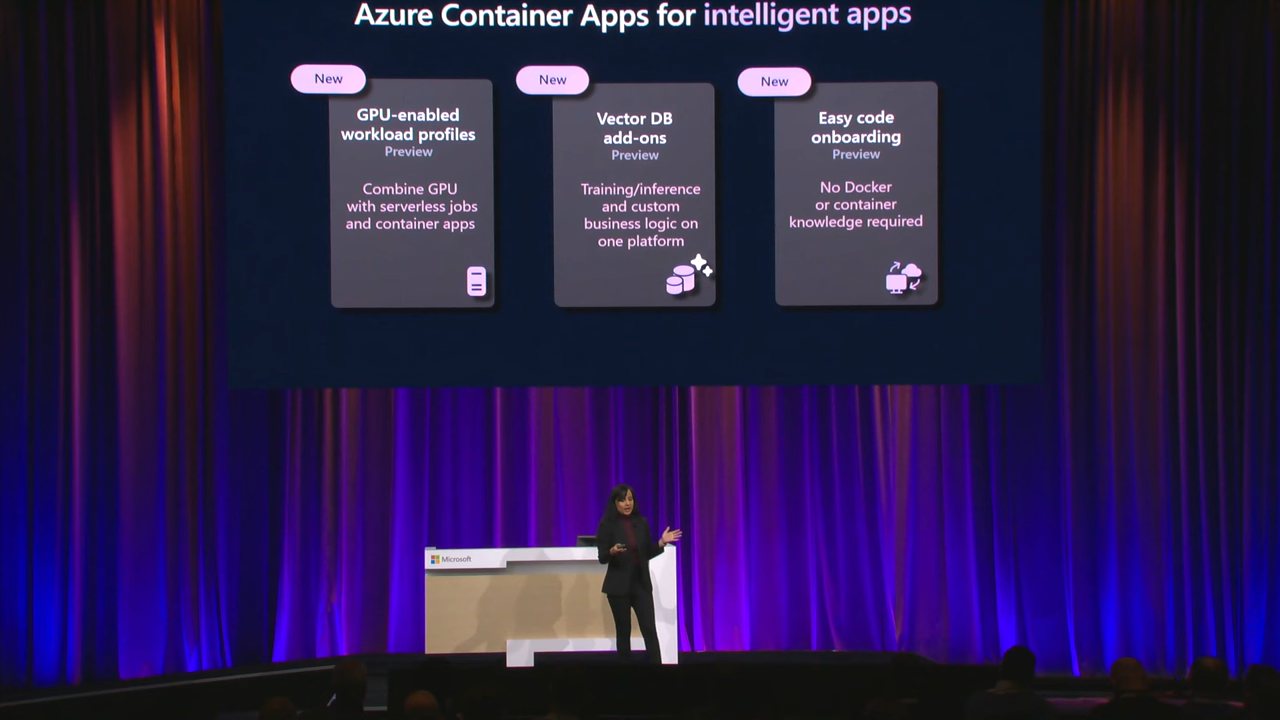 Azure Container Apps for intelligent apps
New
GPU-enabled
workload profiles
Preview
Combine GPU
with serverless jobs
and container apps
New
Vector DB
add-ons
Preview
Training/inference
and custom
business logic on
one platform
New
Easy code
onboarding
Preview
No Docker
or container
knowledge required
Microsoft